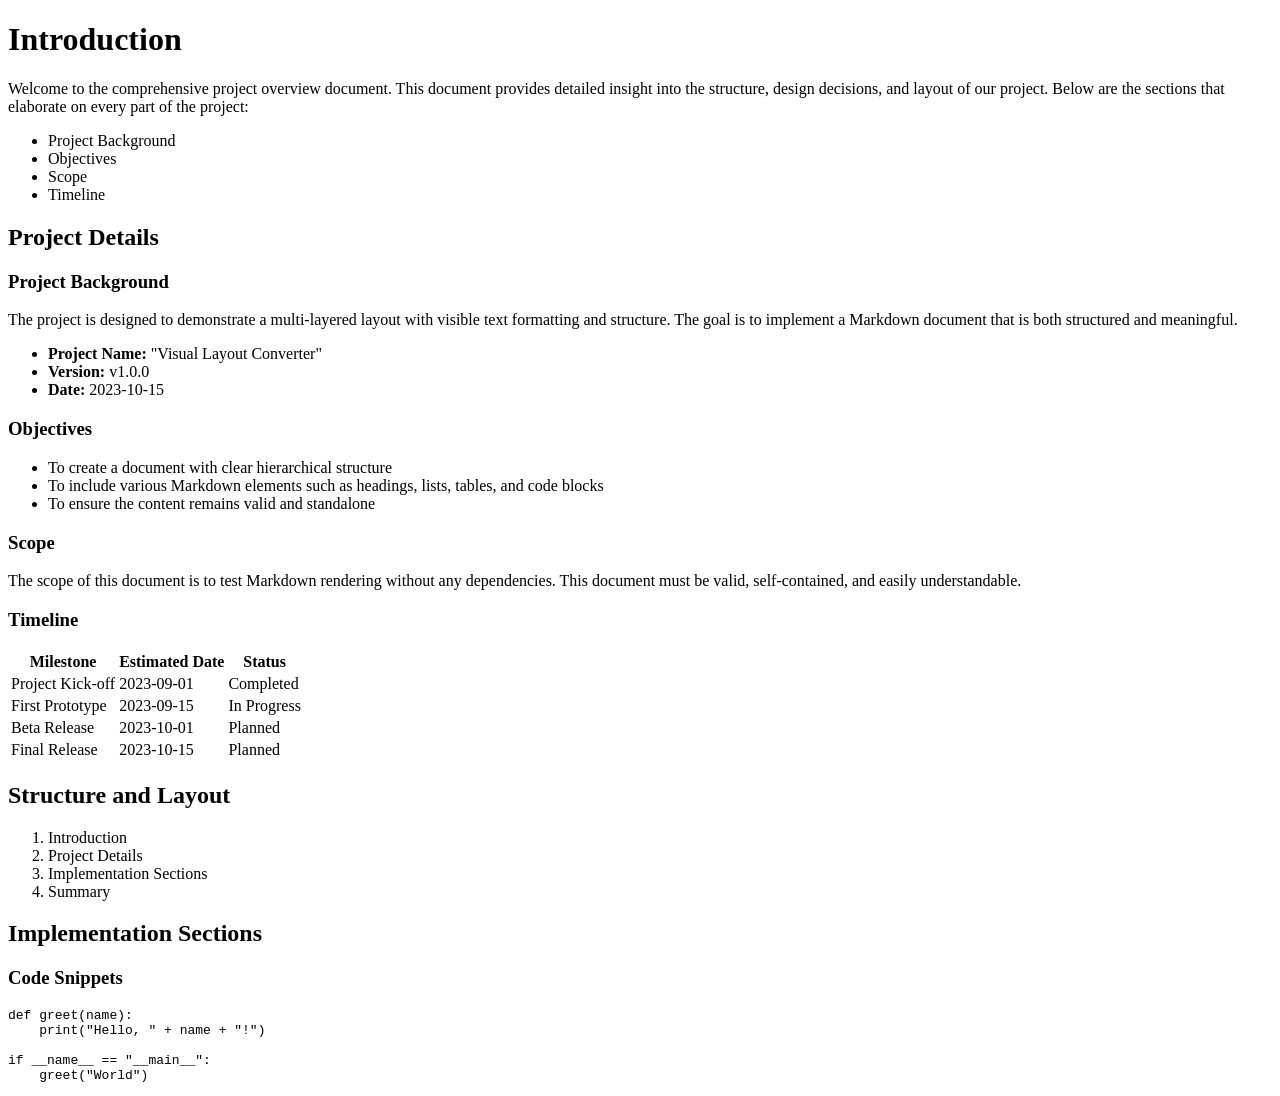 Introduction
Welcome to the comprehensive project overview document. This document provides detailed insight into the structure, design decisions, and layout of our project. Below are the sections that
elaborate on every part of the project:
• Project Background
• Objectives
• Scope
• Timeline
Project Details
Project Background
The project is designed to demonstrate a multi-layered layout with visible text formatting and structure. The goal is to implement a Markdown document that is both structured and meaningful.
• Project Name: "Visual Layout Converter"
• Version: v1.0.0
• Date: 2023-10-15
Objectives
• To create a document with clear hierarchical structure
• To include various Markdown elements such as headings, lists, tables, and code blocks
• To ensure the content remains valid and standalone
Scope
The scope of this document is to test Markdown rendering without any dependencies. This document must be valid, self-contained, and easily understandable.
Timeline
Milestone Estimated Date Status
Project Kick-off 2023-09-01 Completed
First Prototype 2023-09-15 In Progress
Beta Release 2023-10-01 Planned
Final Release 2023-10-15 Planned
Structure and Layout
1. Introduction
2. Project Details
3. Implementation Sections
4. Summary
Implementation Sections
Code Snippets
def greet(name):
    print("Hello, " + name + "!")

if __name__ == "__main__":
    greet("World")